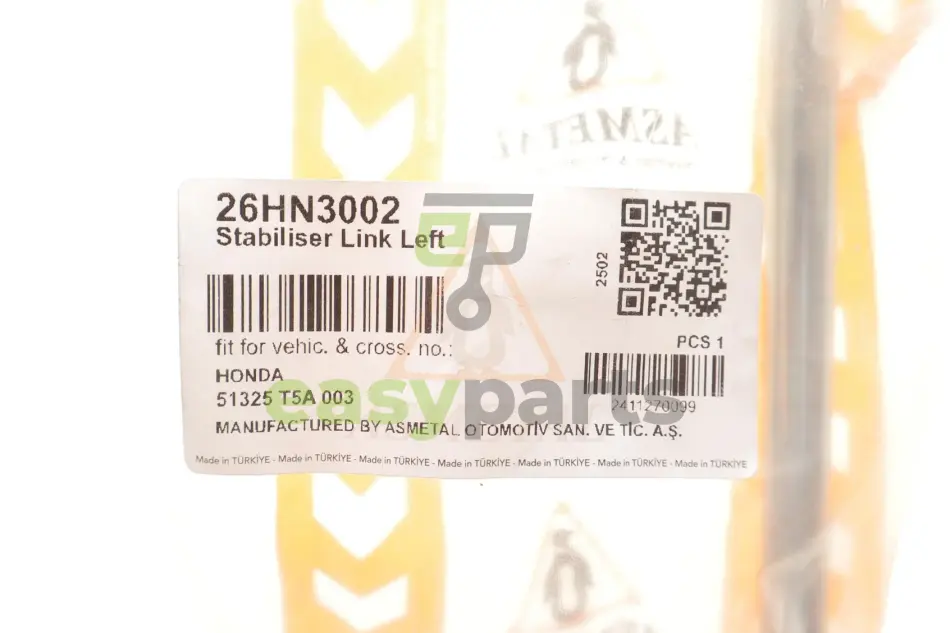 ASMETAL
26HN3002
Stabiliser Link Left
ep
2502
fit for vehic. & cross. no.:
PCS 1
HONDA
51325 T5A 003
easyparts
2411270099
MANUFACTURED BY ASMETAL OTOMOTİV SAN. VE TİC. A.Ş.
Made in TÜRKİYE - Made in TÜRKİYE - Made in TÜRKİYE - Made in TÜRKİYE - Made in TÜRKİYE - Made in TÜRKİYE - Made in TÜRKİYE